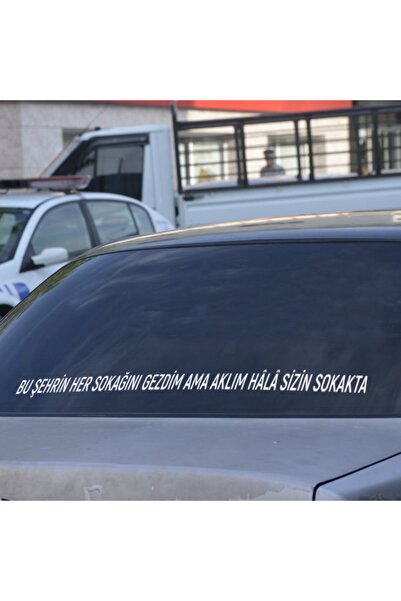 BU ŞEHRİN HER SOKAĞINI GEZDİM AMA AKLIM HÂLÂ SİZİN SOKAKTA